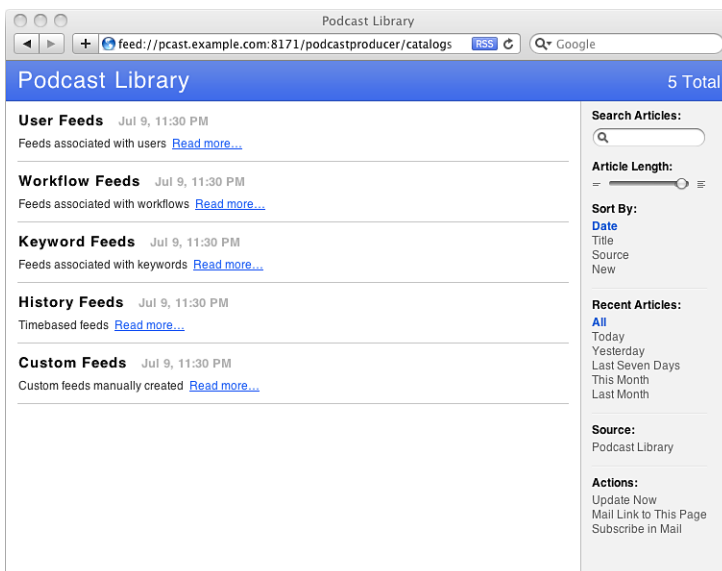 Podcast Library
feed://pcast.example.com:8171/podcastproducer/catalogs RSS Google
Podcast Library 5 Total
User Feeds Jul 9, 11:30 PM
Feeds associated with users Read more…
Workflow Feeds Jul 9, 11:30 PM
Feeds associated with workflows Read more…
Keyword Feeds Jul 9, 11:30 PM
Feeds associated with keywords Read more…
History Feeds Jul 9, 11:30 PM
Timebased feeds Read more…
Custom Feeds Jul 9, 11:30 PM
Custom feeds manually created Read more…
Search Articles:
Article Length:
Sort By:
Date
Title
Source
New
Recent Articles:
All
Today
Yesterday
Last Seven Days
This Month
Last Month
Source:
Podcast Library
Actions:
Update Now
Mail Link to This Page
Subscribe in Mail